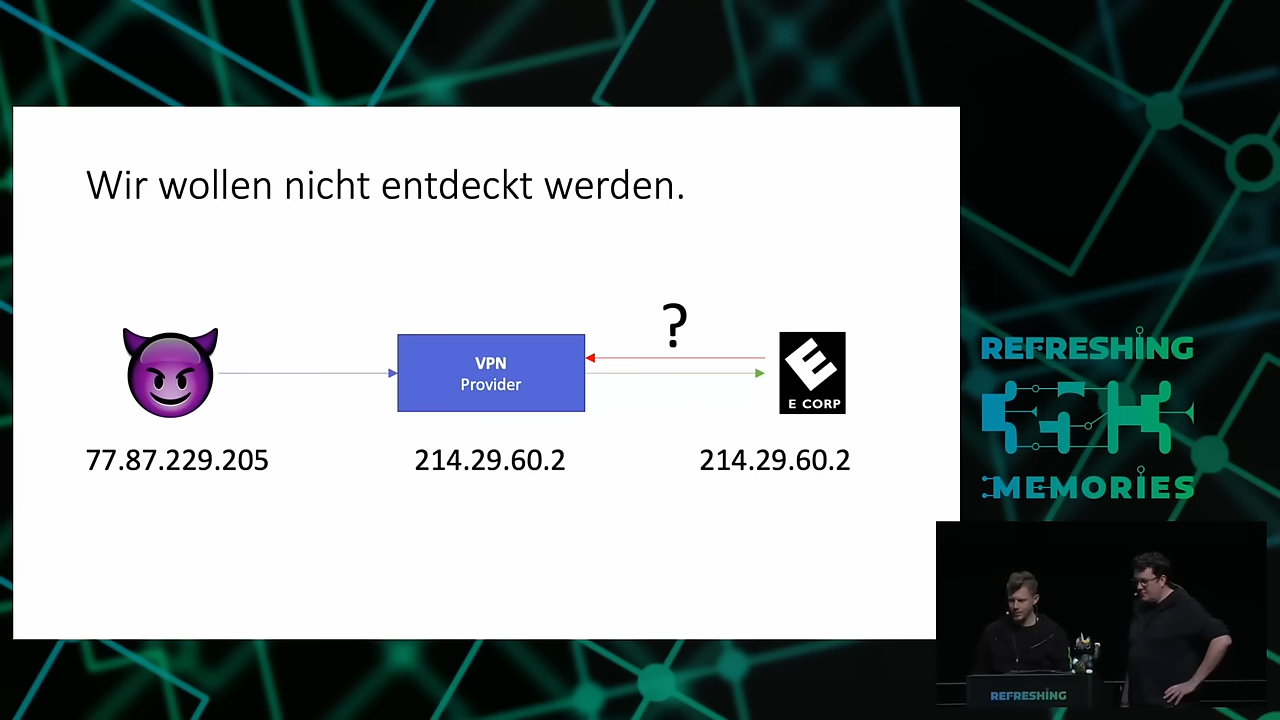 Wir wollen nicht entdeckt werden.
?
VPN
Provider
E CORP
77.87.229.205
214.29.60.2
214.29.60.2
REFRESHING
MEMORIES
REFRESHING